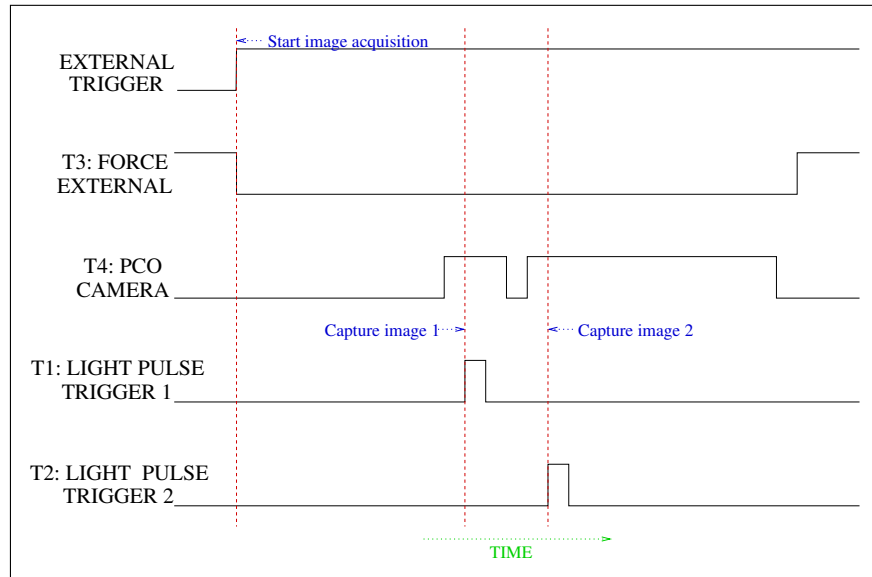 Start image acquisition
EXTERNAL
TRIGGER
T3: FORCE
EXTERNAL
T4: PCO
CAMERA
Capture image 1
Capture image 2
T1: LIGHT PULSE
TRIGGER 1
T2: LIGHT PULSE
TRIGGER 2
TIME